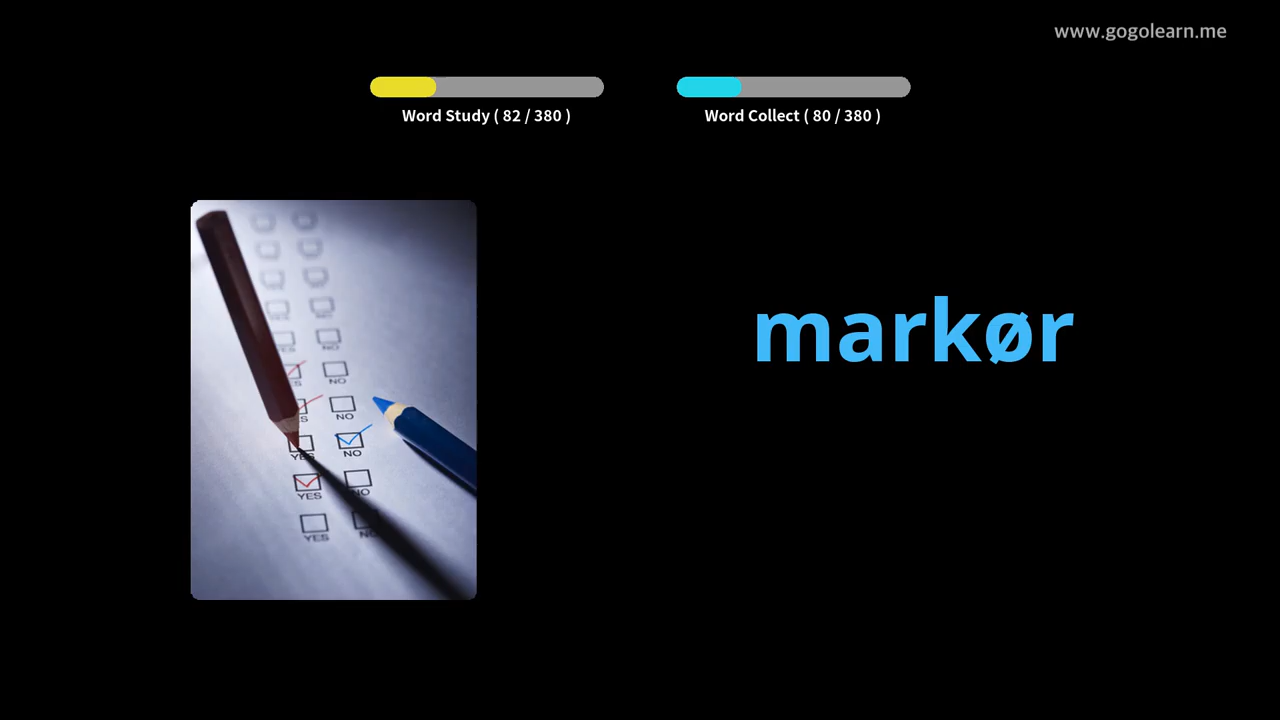 www.gogolearn.me
Word Study ( 82 / 380 )
Word Collect ( 80 / 380 )
markør
NO
NO
NO
YES
NO
YES
YES